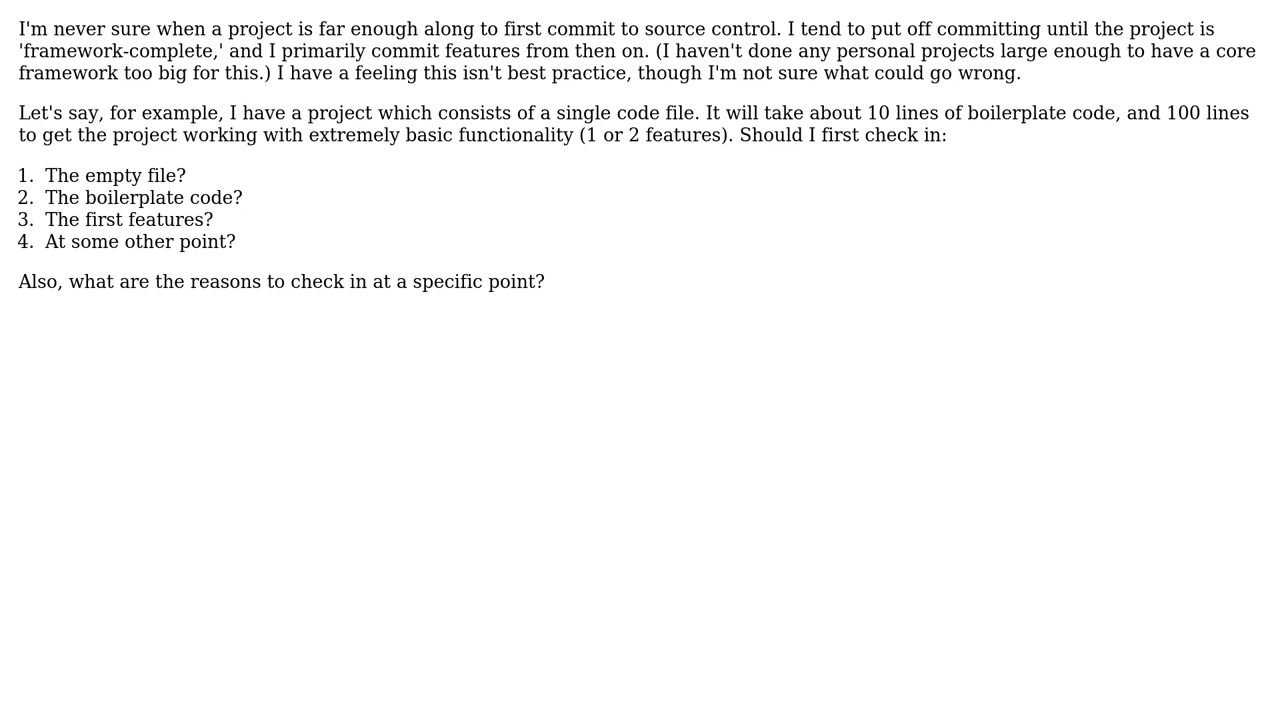 I'm never sure when a project is far enough along to first commit to source control. I tend to put off committing until the project is
'framework-complete,' and I primarily commit features from then on. (I haven't done any personal projects large enough to have a core
framework too big for this.) I have a feeling this isn't best practice, though I'm not sure what could go wrong.
Let's say, for example, I have a project which consists of a single code file. It will take about 10 lines of boilerplate code, and 100 lines
to get the project working with extremely basic functionality (1 or 2 features). Should I first check in:
1. The empty file?
2. The boilerplate code?
3. The first features?
4. At some other point?
Also, what are the reasons to check in at a specific point?